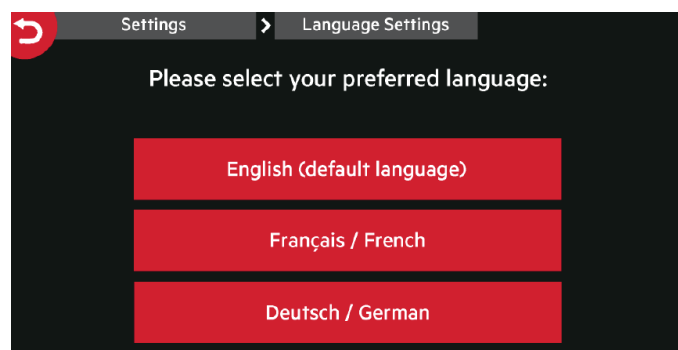 Settings > Language Settings
Please select your preferred language:
English (default language)
Français / French
Deutsch / German